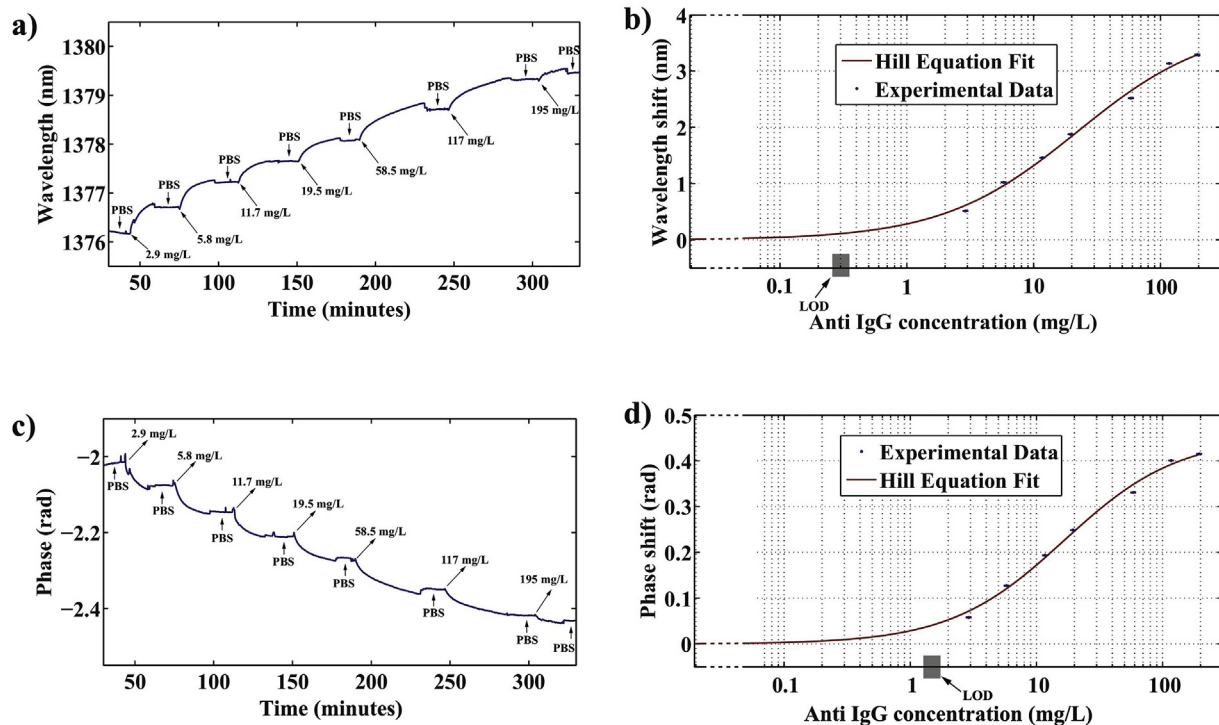 a)
1380
1379
1378
1377
1376
Wavelength (nm)
PBS
PBS
PBS
PBS
PBS
PBS
PBS
PBS
2.9 mg/L
5.8 mg/L
11.7 mg/L
19.5 mg/L
58.5 mg/L
117 mg/L
195 mg/L
50
100
150
200
250
300
Time (minutes)
b)
4
3
2
1
0
Wavelength shift (nm)
Hill Equation Fit
Experimental Data
0.1
1
10
100
LOD
Anti IgG concentration (mg/L)
c)
−2
−2.2
−2.4
Phase (rad)
2.9 mg/L
5.8 mg/L
11.7 mg/L
19.5 mg/L
58.5 mg/L
117 mg/L
195 mg/L
PBS
PBS
PBS
PBS
PBS
PBS
PBS
PBS
50
100
150
200
250
300
Time (minutes)
d)
0.5
0.4
0.3
0.2
0.1
0
Phase shift (rad)
Experimental Data
Hill Equation Fit
0.1
1
10
100
LOD
Anti IgG concentration (mg/L)